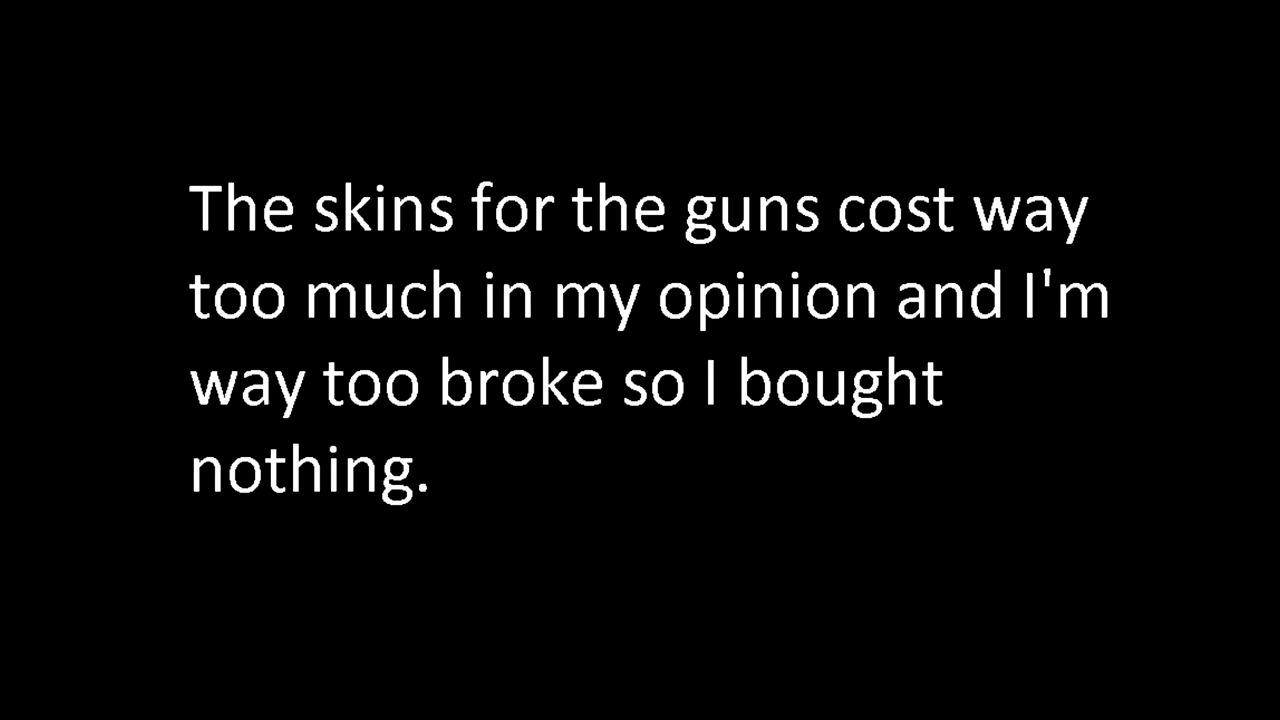 The skins for the guns cost way
too much in my opinion and I'm
way too broke so I bought
nothing.